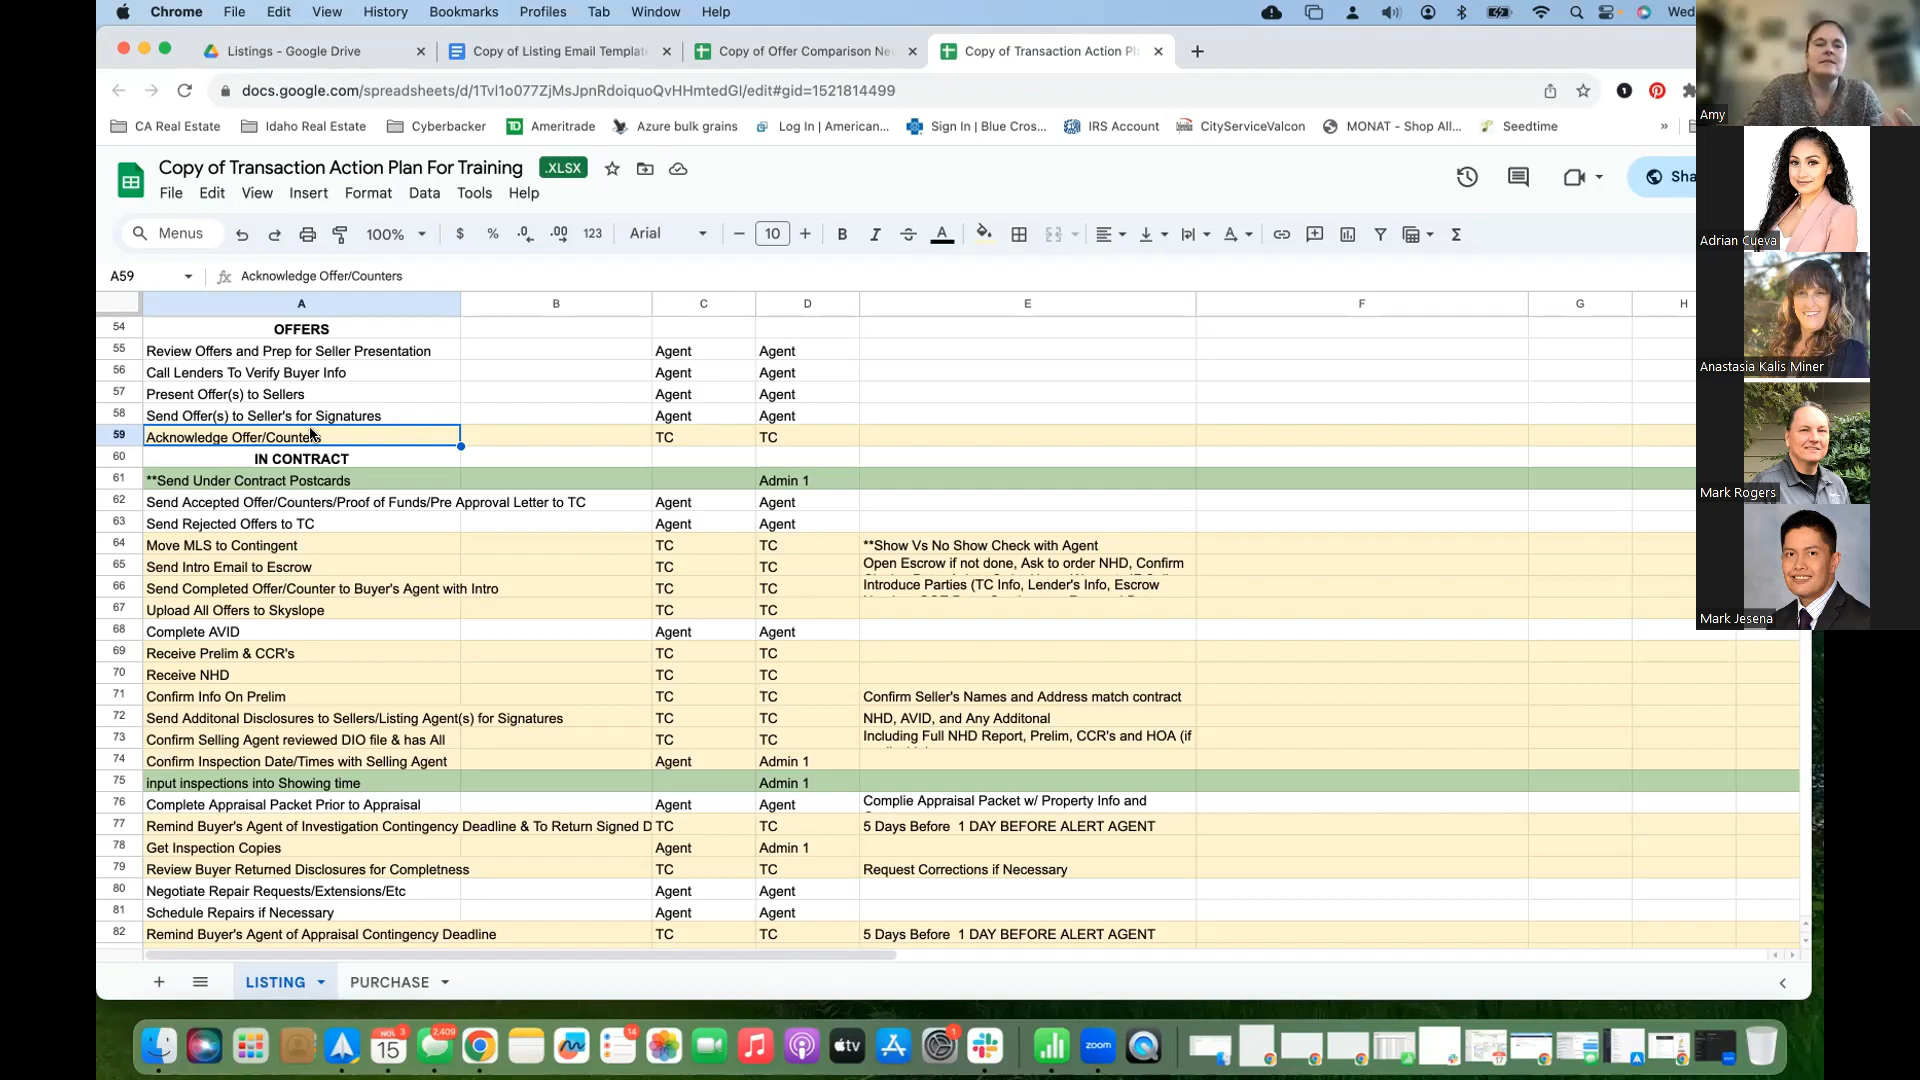 Chrome File Edit View History Bookmarks Profiles Tab Window Help Wed
Listings - Google Drive
Copy of Listing Email Templat
Copy of Offer Comparison Ne
Copy of Transaction Action Pl
docs.google.com/spreadsheets/d/1Tvl1o077ZjMsJpnRdoiquoQvHHmtedGl/edit#gid=1521814499
CA Real Estate Idaho Real Estate Cyberbacker Ameritrade Azure bulk grains Log In | American... Sign In | Blue Cros... IRS Account CityServiceValcon MONAT - Shop All... Seedtime »
Copy of Transaction Action Plan For Training .XLSX
File Edit View Insert Format Data Tools Help
Sha
Menus 100% $ % .0 .00 123 Arial 10
A59 Acknowledge Offer/Counters
A B C D E F G H
54 OFFERS
55 Review Offers and Prep for Seller Presentation Agent Agent
56 Call Lenders To Verify Buyer Info Agent Agent
57 Present Offer(s) to Sellers Agent Agent
58 Send Offer(s) to Seller's for Signatures Agent Agent
59 Acknowledge Offer/Counters TC TC
60 IN CONTRACT
61 **Send Under Contract Postcards Admin 1
62 Send Accepted Offer/Counters/Proof of Funds/Pre Approval Letter to TC Agent Agent
63 Send Rejected Offers to TC Agent Agent
64 Move MLS to Contingent TC TC **Show Vs No Show Check with Agent
65 Send Intro Email to Escrow TC TC Open Escrow if not done, Ask to order NHD, Confirm
66 Send Completed Offer/Counter to Buyer's Agent with Intro TC TC Introduce Parties (TC Info, Lender's Info, Escrow
67 Upload All Offers to Skyslope TC TC
68 Complete AVID Agent Agent
69 Receive Prelim & CCR's TC TC
70 Receive NHD TC TC
71 Confirm Info On Prelim TC TC Confirm Seller's Names and Address match contract
72 Send Additonal Disclosures to Sellers/Listing Agent(s) for Signatures TC TC NHD, AVID, and Any Additonal
73 Confirm Selling Agent reviewed DIO file & has All TC TC Including Full NHD Report, Prelim, CCR's and HOA (if
74 Confirm Inspection Date/Times with Selling Agent Agent Admin 1
75 input inspections into Showing time Admin 1
76 Complete Appraisal Packet Prior to Appraisal Agent Agent Complie Appraisal Packet w/ Property Info and
77 Remind Buyer's Agent of Investigation Contingency Deadline & To Return Signed D TC TC 5 Days Before 1 DAY BEFORE ALERT AGENT
78 Get Inspection Copies Agent Admin 1
79 Review Buyer Returned Disclosures for Completness TC TC Request Corrections if Necessary
80 Negotiate Repair Requests/Extensions/Etc Agent Agent
81 Schedule Repairs if Necessary Agent Agent
82 Remind Buyer's Agent of Appraisal Contingency Deadline TC TC 5 Days Before 1 DAY BEFORE ALERT AGENT
LISTING PURCHASE
Amy
Adrian Cueva
Anastasia Kalis Miner
Mark Rogers
Mark Jesena
NOV 3
15
2,409
14
tv
1
zoom